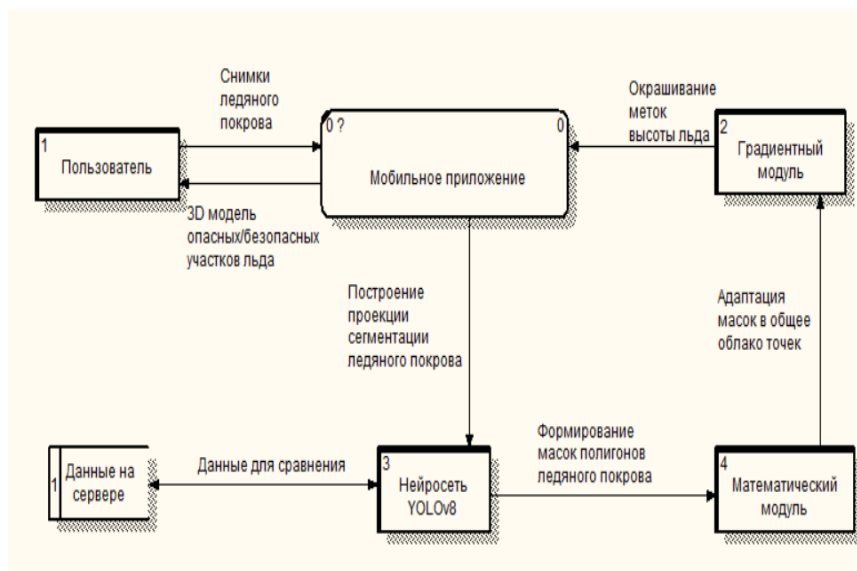 Снимки
ледяного
покрова
1
Пользователь
0 ?
0
Мобильное приложение
Окрашивание
меток
высоты льда
2
Градиентный
модуль
3D модель
опасных/безопасных
участков льда
Построение
проекции
сегментации
ледяного покрова
Адаптация
масок в общее
облако точек
1
Данные на
сервере
Данные для сравнения
3
Нейросеть
YOLOv8
Формирование
масок полигонов
ледяного покрова
4
Математический
модуль